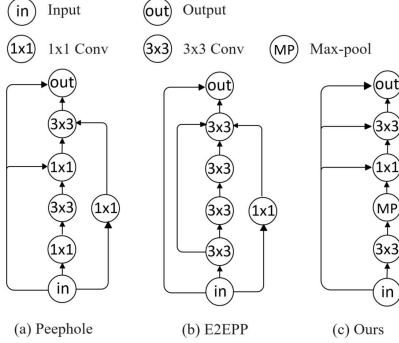 in Input out Output
1x1 1x1 Conv 3x3 3x3 Conv MP Max-pool
out out out
3x3 3x3 3x3
1x1 3x3 1x1
3x3 1x1 3x3 1x1 MP
1x1 3x3 3x3
in in in
(a) Peephole (b) E2EPP (c) Ours